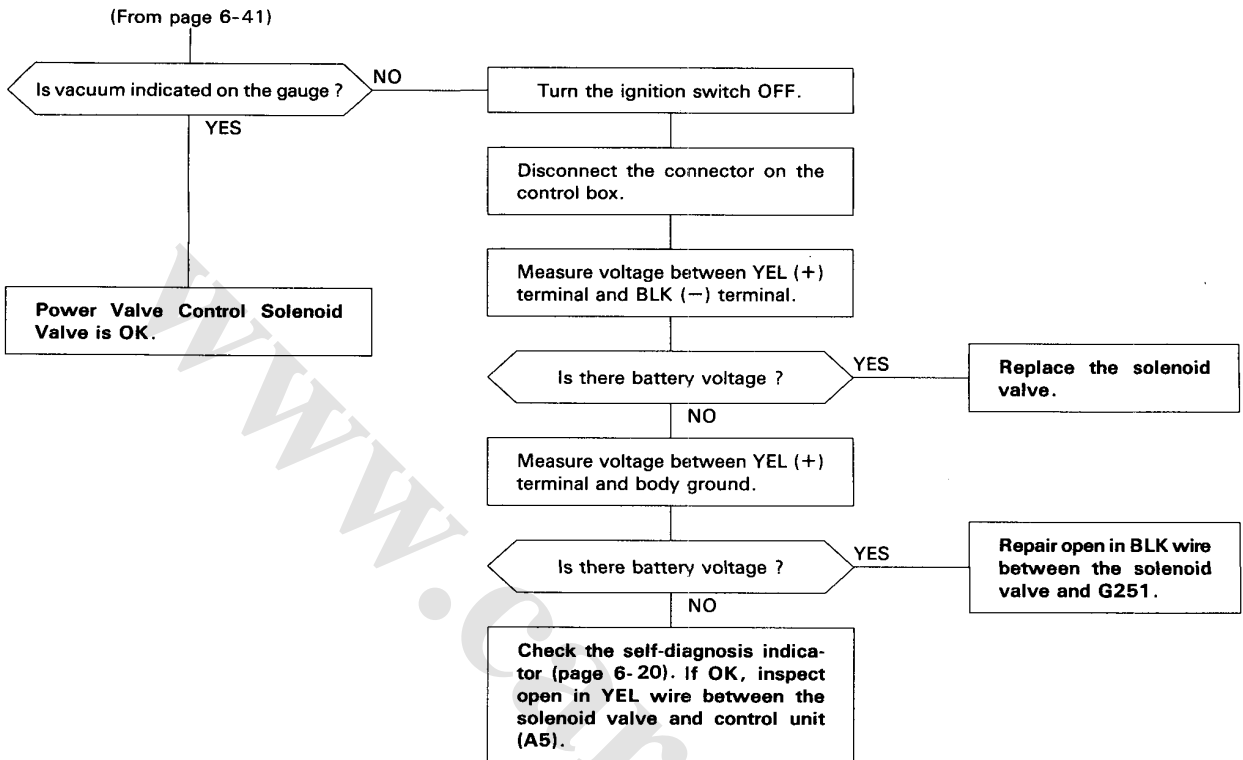 (From page 6-41)
Is vacuum indicated on the gauge ?
NO
YES
Turn the ignition switch OFF.
Disconnect the connector on the
control box.
Measure voltage between YEL (+)
terminal and BLK (−) terminal.
Power Valve Control Solenoid
Valve is OK.
Is there battery voltage ?
YES
NO
Replace the solenoid
valve.
Measure voltage between YEL (+)
terminal and body ground.
Is there battery voltage ?
YES
NO
Repair open in BLK wire
between the solenoid
valve and G251.
Check the self-diagnosis indica-
tor (page 6-20). If OK, inspect
open in YEL wire between the
solenoid valve and control unit
(A5).
www.car